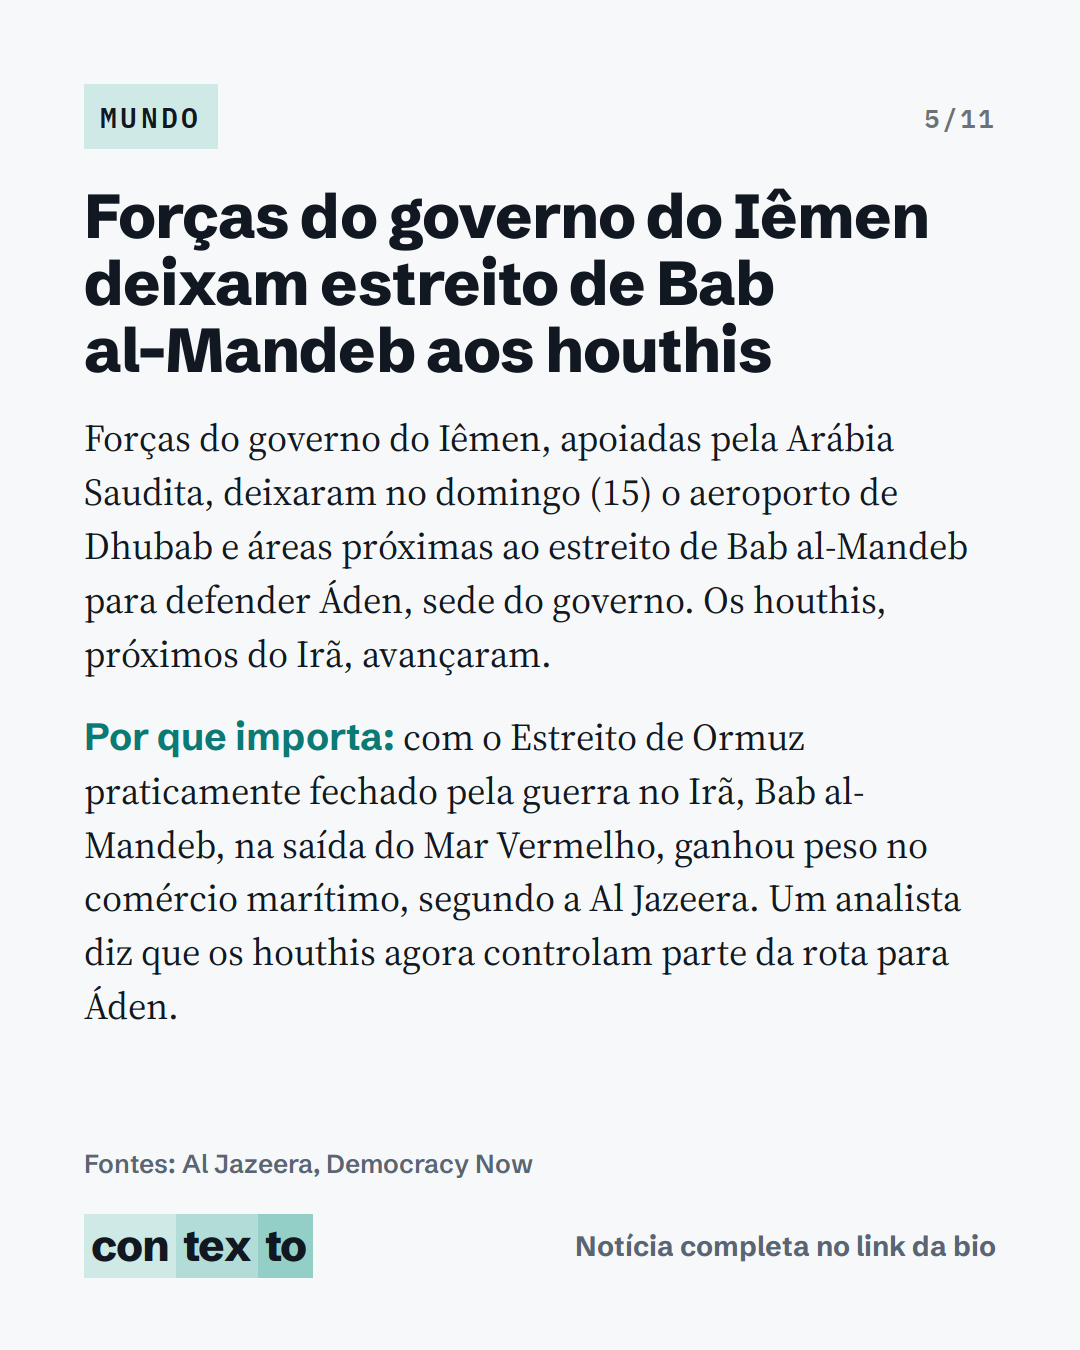 MUNDO
5/11
Forças do governo do Iêmen
deixam estreito de Bab
al-Mandeb aos houthis
Forças do governo do Iêmen, apoiadas pela Arábia
Saudita, deixaram no domingo (15) o aeroporto de
Dhubab e áreas próximas ao estreito de Bab al-Mandeb
para defender Áden, sede do governo. Os houthis,
próximos do Irã, avançaram.
Por que importa: com o Estreito de Ormuz
praticamente fechado pela guerra no Irã, Bab al-
Mandeb, na saída do Mar Vermelho, ganhou peso no
comércio marítimo, segundo a Al Jazeera. Um analista
diz que os houthis agora controlam parte da rota para
Áden.
Fontes: Al Jazeera, Democracy Now
contexto
Notícia completa no link da bio